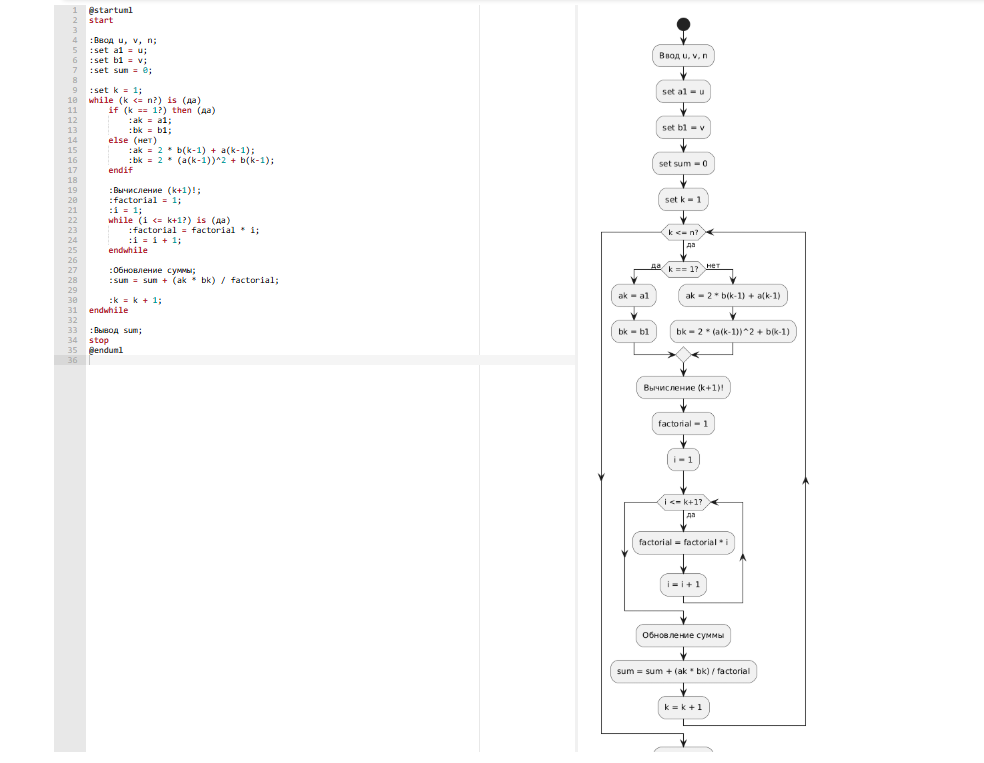 1 @startuml
2 start
3
4 :Ввод u, v, n;
5 :set a1 = u;
6 :set b1 = v;
7 :set sum = 0;
8
9 :set k = 1;
10 while (k <= n?) is (да)
11 if (k == 1?) then (да)
12 :ak = a1;
13 :bk = b1;
14 else (нет)
15 :ak = 2 * b(k-1) + a(k-1);
16 :bk = 2 * (a(k-1))^2 + b(k-1);
17 endif
18
19 :Вычисление (k+1)!;
20 :factorial = 1;
21 :i = 1;
22 while (i <= k+1?) is (да)
23 :factorial = factorial * i;
24 :i = i + 1;
25 endwhile
26
27 :Обновление суммы;
28 :sum = sum + (ak * bk) / factorial;
29
30 :k = k + 1;
31 endwhile
32
33 :Вывод sum;
34 stop
35 @enduml
36
Ввод u, v, n
set a1 = u
set b1 = v
set sum = 0
set k = 1
k <= n?
да
да k == 1? нет
ak = a1 ak = 2 * b(k-1) + a(k-1)
bk = b1 bk = 2 * (a(k-1))^2 + b(k-1)
Вычисление (k+1)!
factorial = 1
i = 1
i <= k+1?
да
factorial = factorial * i
i = i + 1
Обновление суммы
sum = sum + (ak * bk) / factorial
k = k + 1